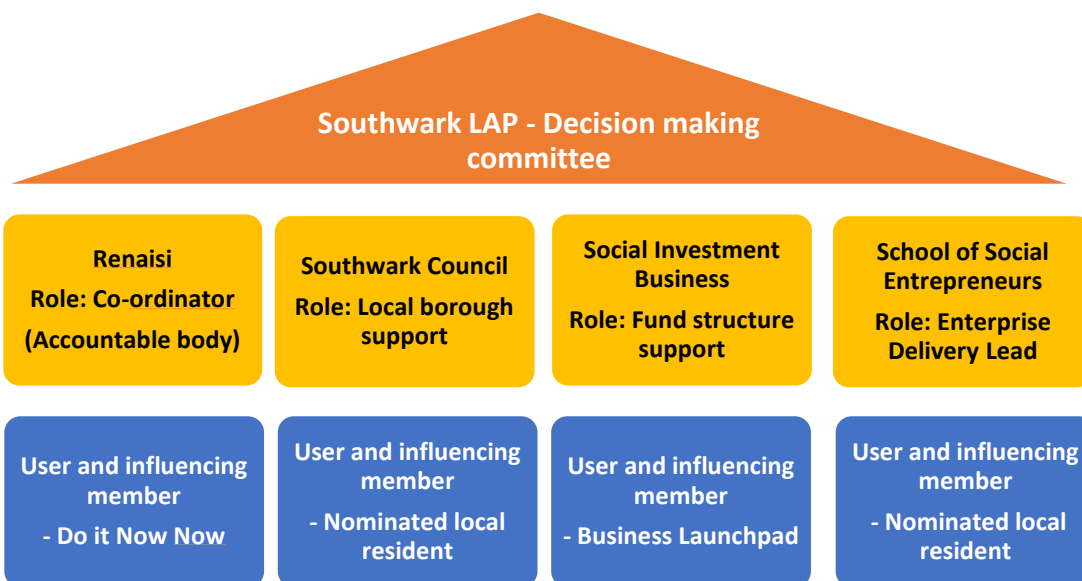 Southwark LAP - Decision making
committee
Renaisi
Role: Co-ordinator
(Accountable body)
Southwark Council
Role: Local borough
support
Social Investment
Business
Role: Fund structure
support
School of Social
Entrepreneurs
Role: Enterprise
Delivery Lead
User and influencing
member
- Do it Now Now
User and influencing
member
- Nominated local
resident
User and influencing
member
- Business Launchpad
User and influencing
member
- Nominated local
resident